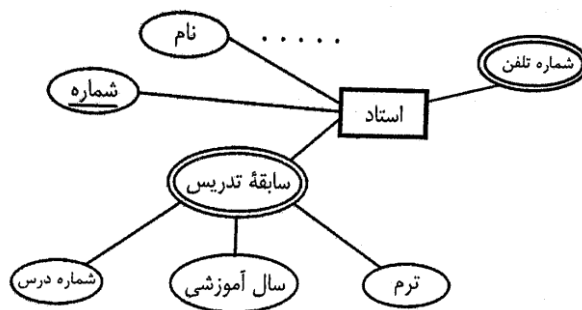 نام
.....
شماره تلفن
شماره
استاد
سابقهٔ تدریس
شماره درس
سال آموزشی
ترم